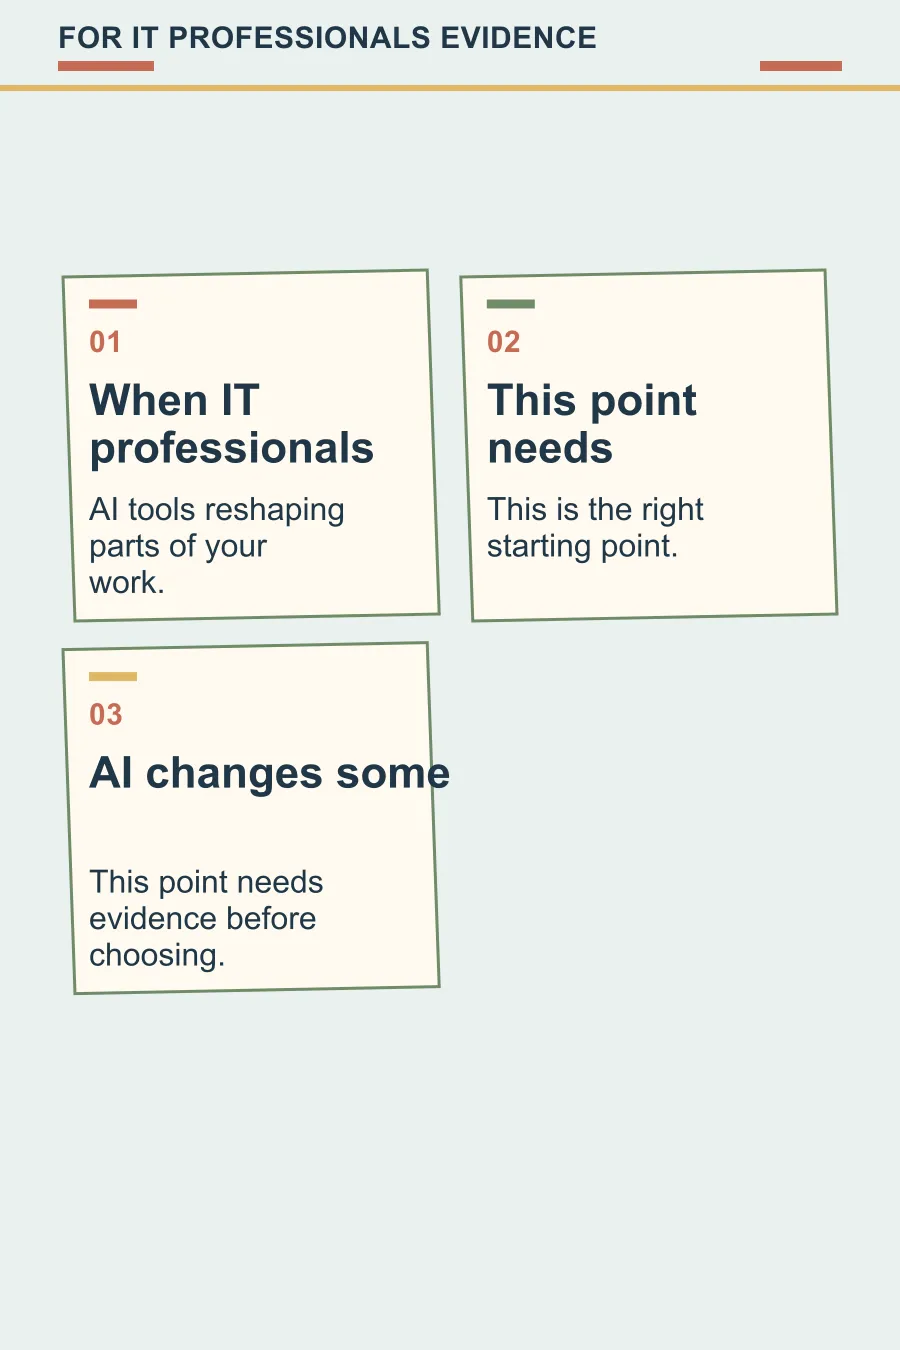 FOR IT PROFESSIONALS EVIDENCE
01
When IT
professionals
AI tools reshaping
parts of your
work.
02
This point
needs
This is the right
starting point.
03
AI changes some
This point needs
evidence before
choosing.